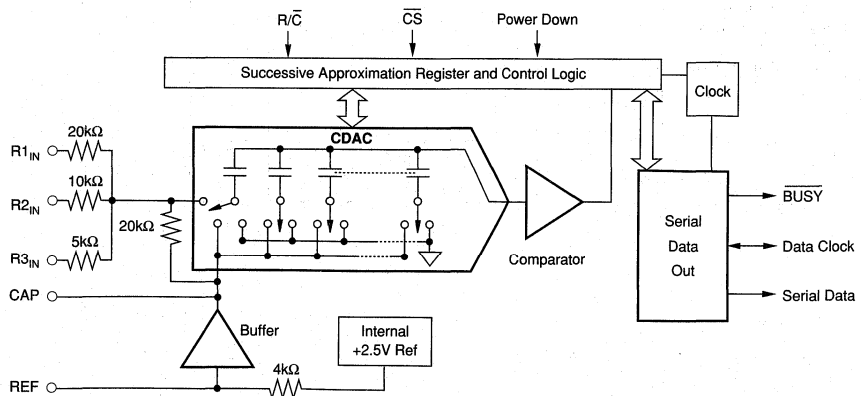 R/C̅
C̅S̅
Power Down
Successive Approximation Register and Control Logic
Clock
CDAC
20kΩ
R1IN
10kΩ
R2IN
20kΩ
5kΩ
R3IN
CAP
Buffer
Comparator
Serial
Data
Out
B̅U̅S̅Y̅
Data Clock
Serial Data
Internal
+2.5V Ref
4kΩ
REF